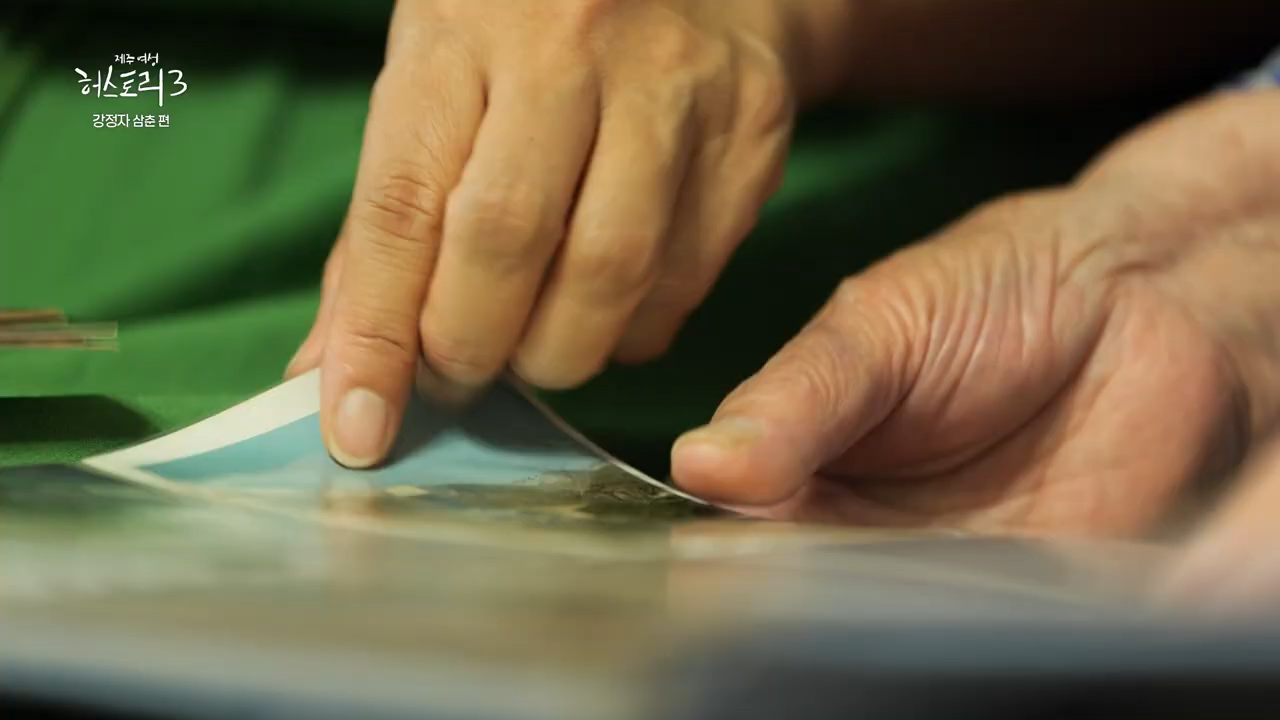 제주 여성
허스토리 3
강정자 삼춘 편